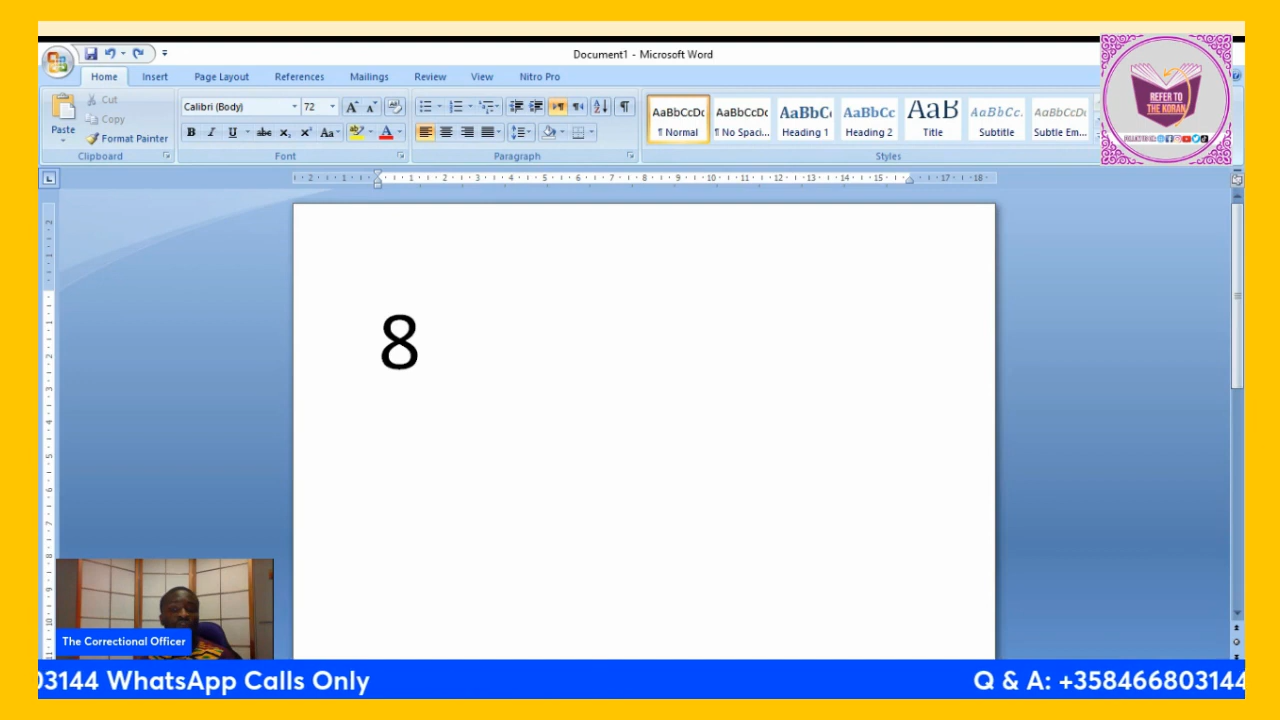 Document1 - Microsoft Word
Home Insert Page Layout References Mailings Review View Nitro Pro
Cut
Copy
Paste
Format Painter
Calibri (Body) 72
AaBbCcDc AaBbCcDc AaBbC AaBbCc AaB AaBbCc. AaBbCcDc
¶ Normal ¶ No Spaci... Heading 1 Heading 2 Title Subtitle Subtle Em...
Clipboard Font Paragraph Styles
REFER TO
THE KORAN
8
The Correctional Officer
03144 WhatsApp Calls Only Q & A: +358466803144